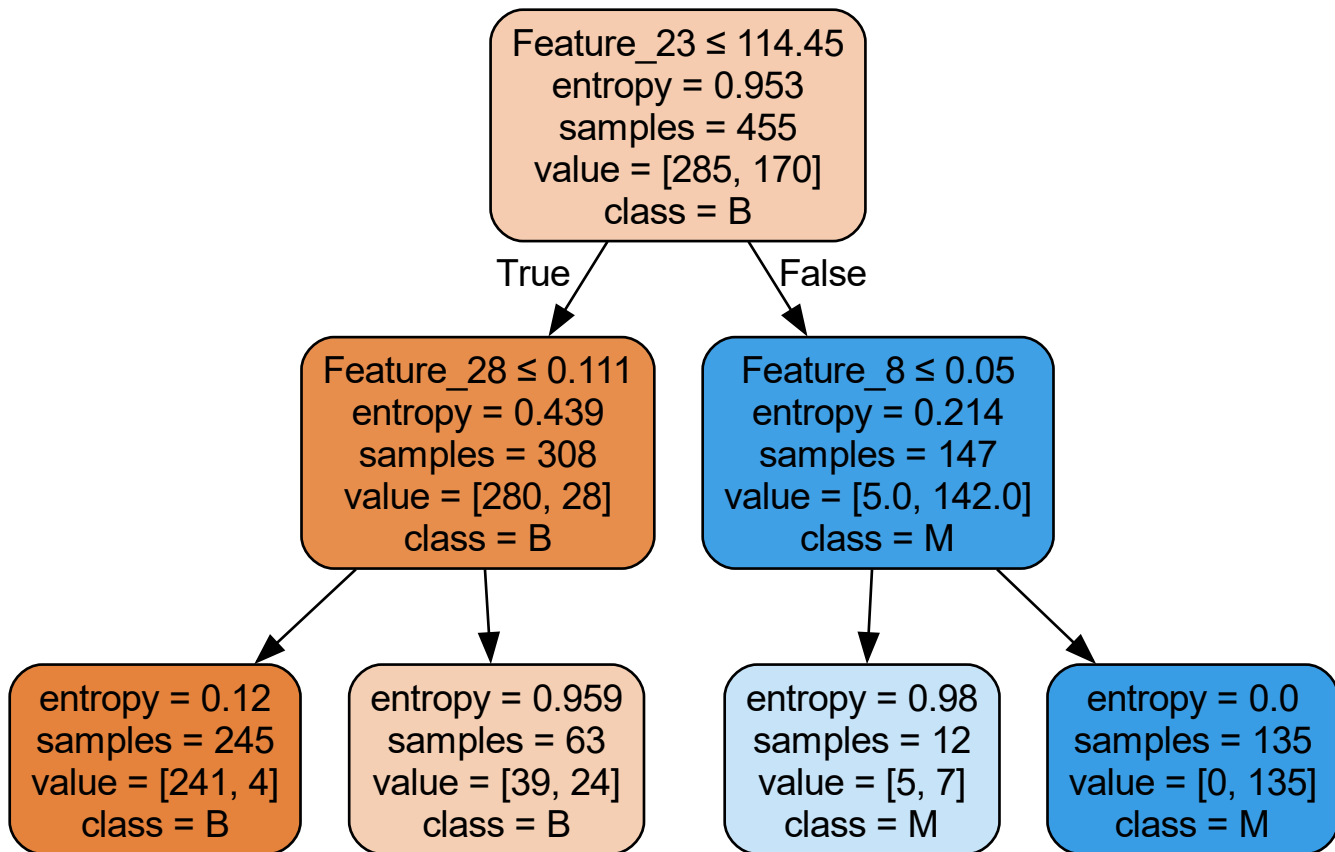 Feature_23 ≤ 114.45
entropy = 0.953
samples = 455
value = [285, 170]
class = B
True
False
Feature_28 ≤ 0.111
entropy = 0.439
samples = 308
value = [280, 28]
class = B
Feature_8 ≤ 0.05
entropy = 0.214
samples = 147
value = [5.0, 142.0]
class = M
entropy = 0.12
samples = 245
value = [241, 4]
class = B
entropy = 0.959
samples = 63
value = [39, 24]
class = B
entropy = 0.98
samples = 12
value = [5, 7]
class = M
entropy = 0.0
samples = 135
value = [0, 135]
class = M